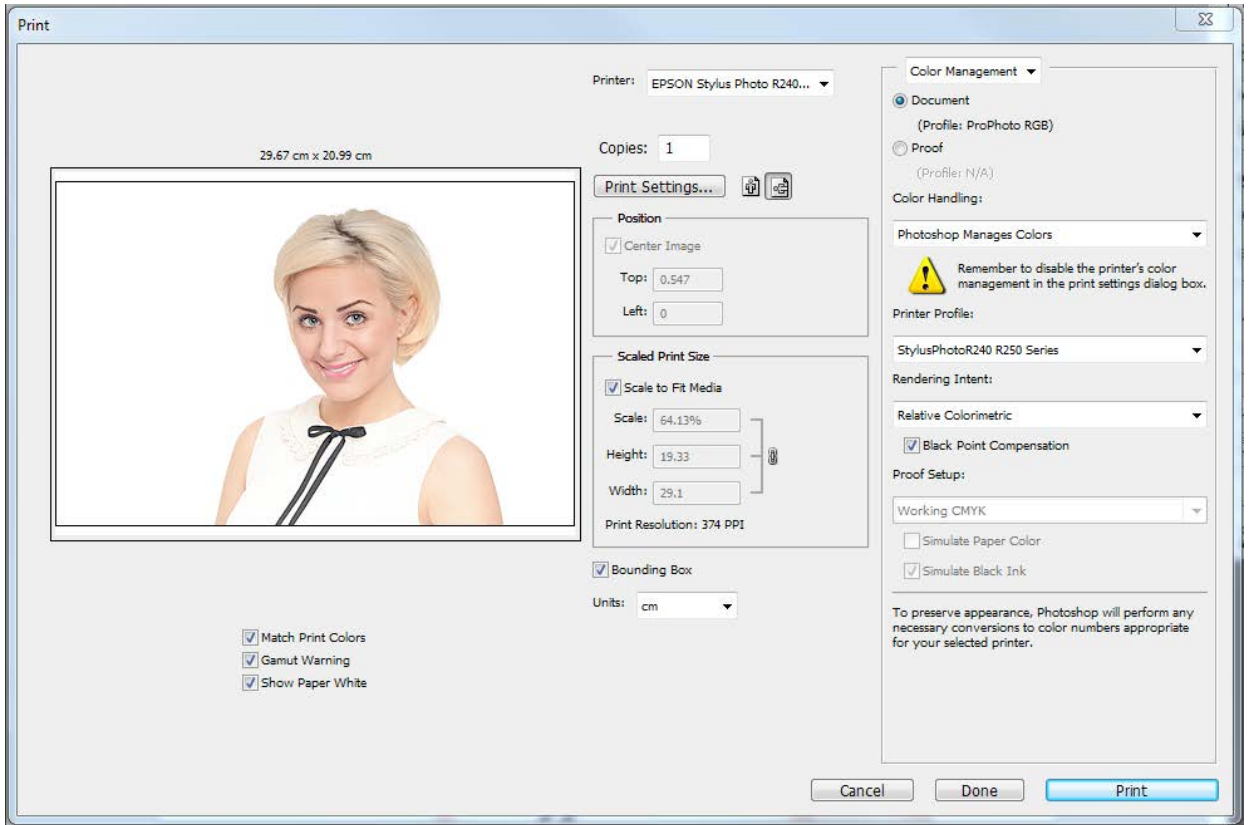 Print
29.67 cm x 20.99 cm
Match Print Colors
Gamut Warning
Show Paper White
Printer: EPSON Stylus Photo R240...
Copies: 1
Print Settings...
Position
Center Image
Top: 0.547
Left: 0
Scaled Print Size
Scale to Fit Media
Scale: 64.13%
Height: 19.33
Width: 29.1
Print Resolution: 374 PPI
Bounding Box
Units: cm
Color Management
Document
(Profile: ProPhoto RGB)
Proof
(Profile: N/A)
Color Handling:
Photoshop Manages Colors
Remember to disable the printer's color
management in the print settings dialog box.
Printer Profile:
StylusPhotoR240 R250 Series
Rendering Intent:
Relative Colorimetric
Black Point Compensation
Proof Setup:
Working CMYK
Simulate Paper Color
Simulate Black Ink
To preserve appearance, Photoshop will perform any
necessary conversions to color numbers appropriate
for your selected printer.
Cancel
Done
Print